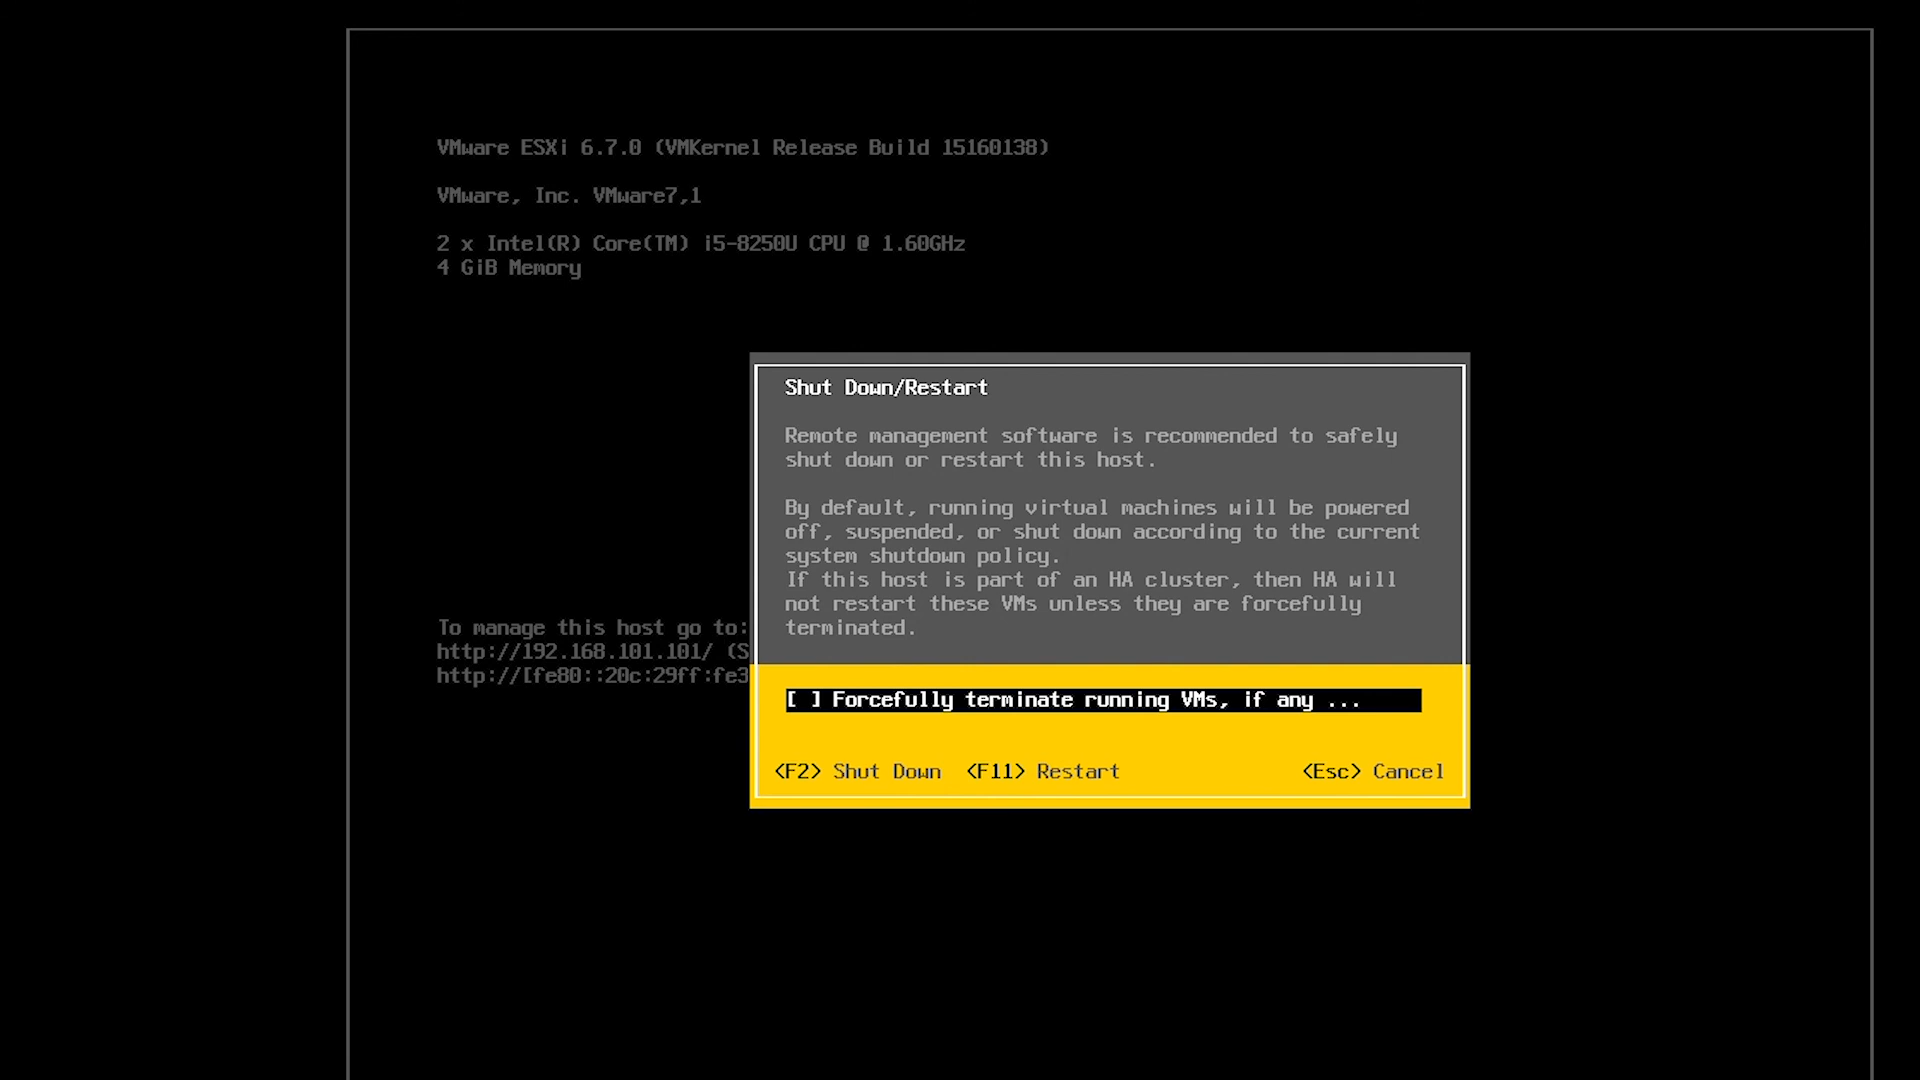 VMware ESXi 6.7.0 (VMKernel Release Build 15160138)
VMware, Inc. VMware7,1
2 x Intel(R) Core(TM) i5-8250U CPU @ 1.60GHz
4 GiB Memory
To manage this host go to:
http://192.168.101.101/ (S
http://[fe80::20c:29ff:fe3
Shut Down/Restart
Remote management software is recommended to safely
shut down or restart this host.
By default, running virtual machines will be powered
off, suspended, or shut down according to the current
system shutdown policy.
If this host is part of an HA cluster, then HA will
not restart these VMs unless they are forcefully
terminated.
[ ] Forcefully terminate running VMs, if any ...
<F2> Shut Down <F11> Restart <Esc> Cancel